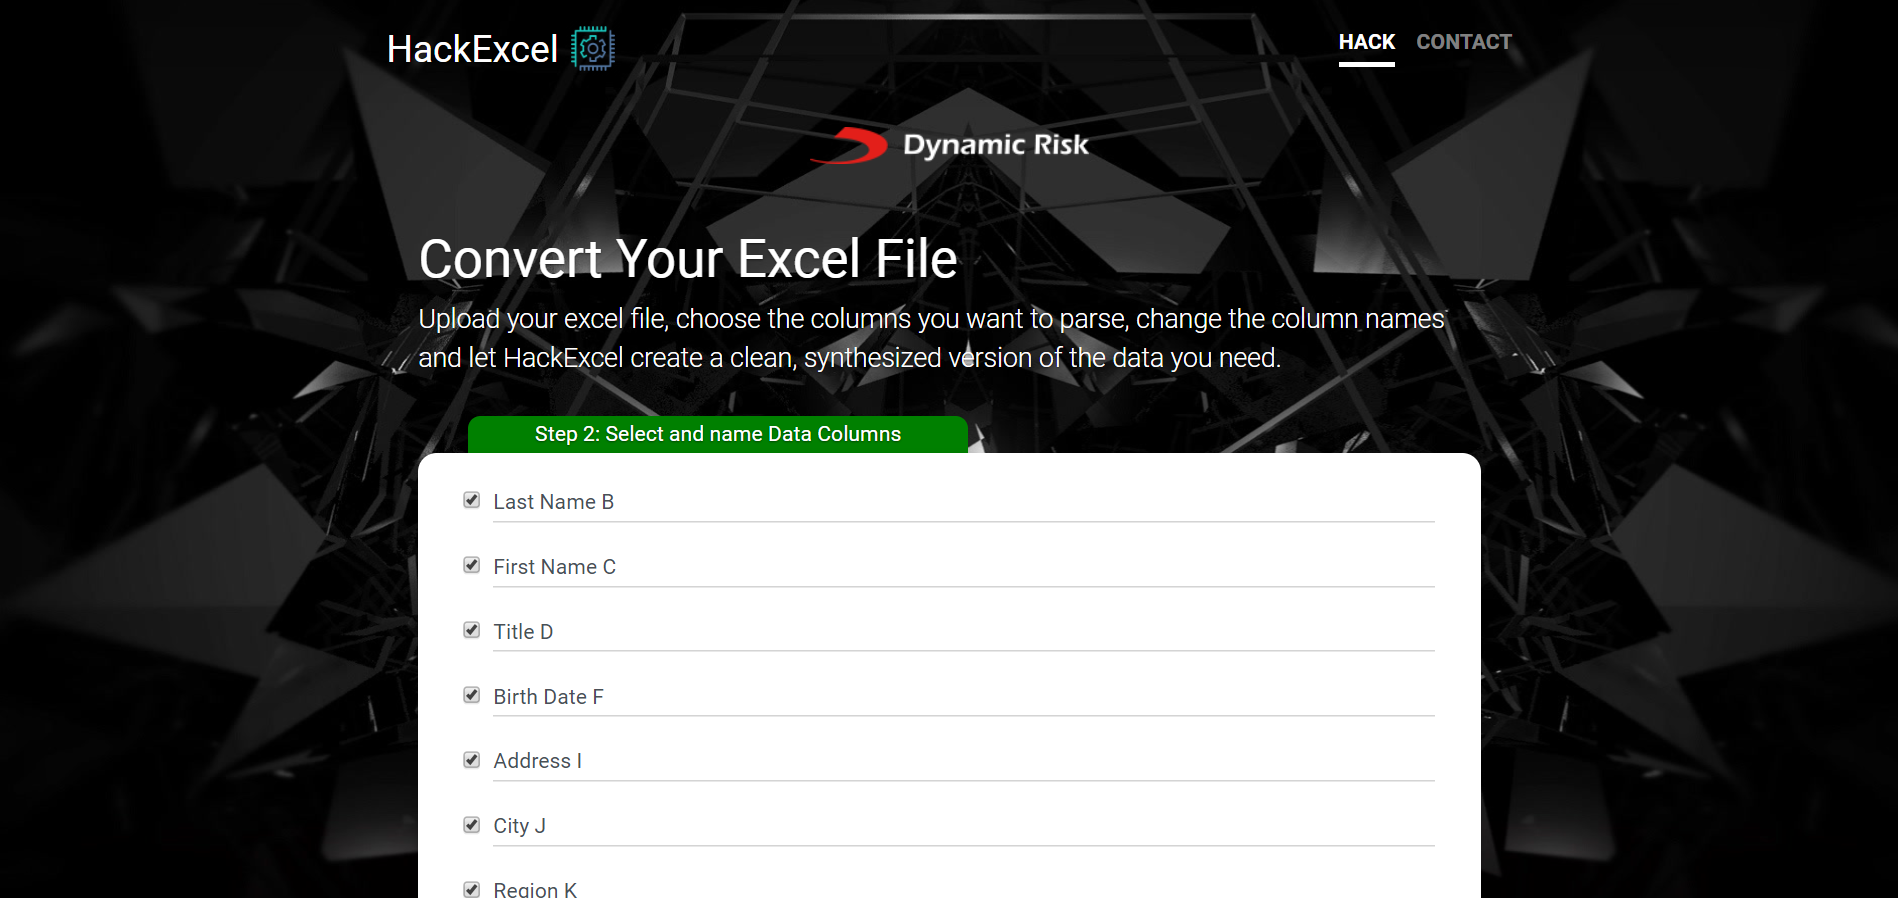 HackExcel
HACK CONTACT
Dynamic Risk
Convert Your Excel File
Upload your excel file, choose the columns you want to parse, change the column names
and let HackExcel create a clean, synthesized version of the data you need.
Step 2: Select and name Data Columns
Last Name B
First Name C
Title D
Birth Date F
Address I
City J
Region K